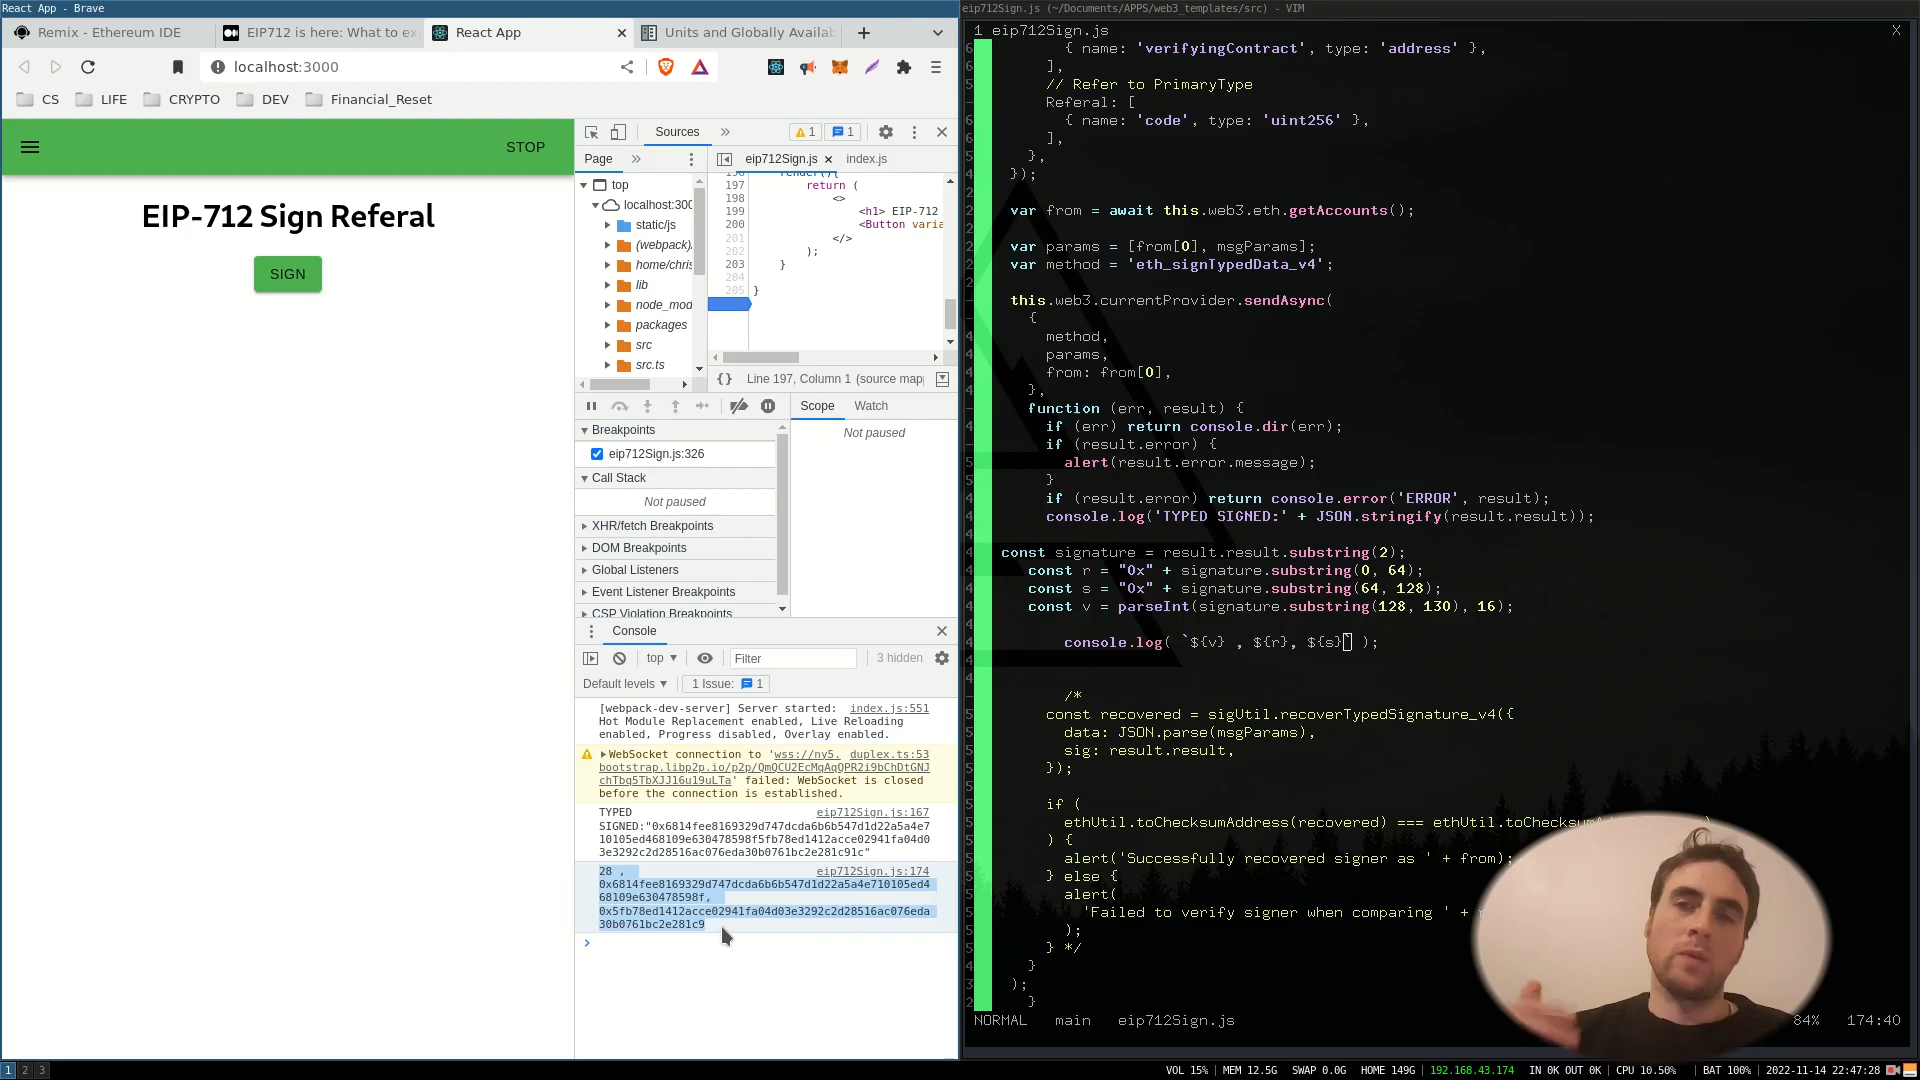 React App - Brave
eip712Sign.js (~/Documents/APPS/web3_templates/src) - VIM
Remix - Ethereum IDE
EIP712 is here: What to ex
React App
Units and Globally Availab
localhost:3000
CS
LIFE
CRYPTO
DEV
Financial_Reset
STOP
EIP-712 Sign Referal
SIGN
Sources
1
1
Page
eip712Sign.js
index.js
top
localhost:300
static/js
(webpack)
home/chris
lib
node_mod
packages
src
src.ts
197 return (
198 <>
199 <h1> EIP-712
200 <Button varia
201 </>
202 );
203 }
204
205 }
{ } Line 197, Column 1 (source map
Scope
Watch
Not paused
Breakpoints
eip712Sign.js:326
Call Stack
Not paused
XHR/fetch Breakpoints
DOM Breakpoints
Global Listeners
Event Listener Breakpoints
CSP Violation Breakpoints
Console
top
Filter
3 hidden
Default levels
1 Issue: 1
[webpack-dev-server] Server started: index.js:551
Hot Module Replacement enabled, Live Reloading
enabled, Progress disabled, Overlay enabled.
WebSocket connection to 'wss://ny5. duplex.ts:53
bootstrap.libp2p.io/p2p/QmQCU2EcMqAqQPR2i9bChDtGNJ
chTbq5TbXJJ16u19uLTa' failed: WebSocket is closed
before the connection is established.
TYPED eip712Sign.js:167
SIGNED:"0x6814fee8169329d747dcda6b6b547d1d22a5a4e7
10105ed468109e630478598f5fb78ed1412acce02941fa04d0
3e3292c2d28516ac076eda30b0761bc2e281c91c"
28 , eip712Sign.js:174
0x6814fee8169329d747dcda6b6b547d1d22a5a4e710105ed4
68109e630478598f,
0x5fb78ed1412acce02941fa04d03e3292c2d28516ac076eda
30b0761bc2e281c9
1 eip712Sign.js X
{ name: 'verifyingContract', type: 'address' },
],
// Refer to PrimaryType
Referal: [
{ name: 'code', type: 'uint256' },
],
},
});
var from = await this.web3.eth.getAccounts();
var params = [from[0], msgParams];
var method = 'eth_signTypedData_v4';
this.web3.currentProvider.sendAsync(
{
method,
params,
from: from[0],
},
function (err, result) {
if (err) return console.dir(err);
if (result.error) {
alert(result.error.message);
}
if (result.error) return console.error('ERROR', result);
console.log('TYPED SIGNED:' + JSON.stringify(result.result));
const signature = result.result.substring(2);
const r = "0x" + signature.substring(0, 64);
const s = "0x" + signature.substring(64, 128);
const v = parseInt(signature.substring(128, 130), 16);
console.log( `${v} , ${r}, ${s}` );
/*
const recovered = sigUtil.recoverTypedSignature_v4({
data: JSON.parse(msgParams),
sig: result.result,
});
if (
ethUtil.toChecksumAddress(recovered) === ethUtil.toChecksum
) {
alert('Successfully recovered signer as ' + from);
} else {
alert(
'Failed to verify signer when comparing ' + r
);
} */
}
);
}
NORMAL main eip712Sign.js 84% 174:40
1 2 3
VOL 15% | MEM 12.5G SWAP 0.0G HOME 149G | 192.168.43.174 IN 0K OUT 0K | CPU 10.50% | BAT 100% | 2022-11-14 22:47:28